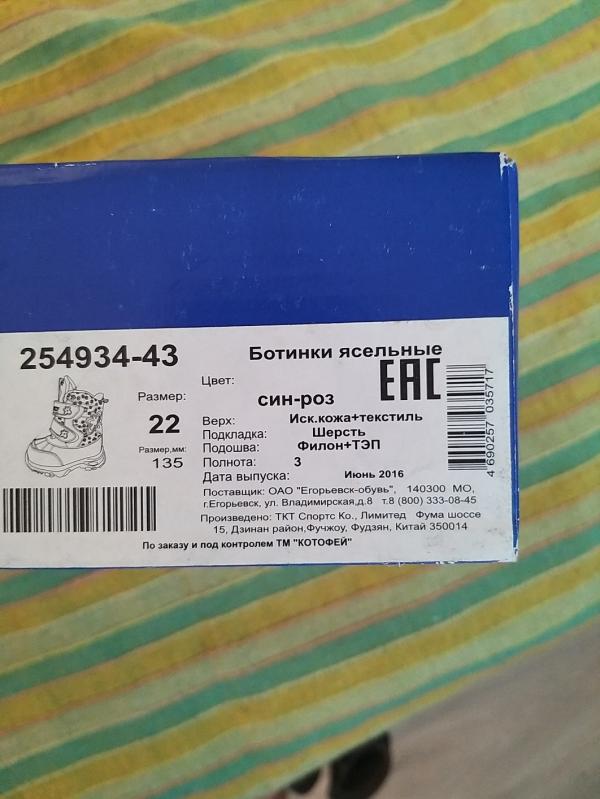 254934-43
Ботинки ясельные
Размер:
Цвет:
EAC
22
син-роз
Размер,мм:
135
Верх: Иск.кожа+текстиль
Подкладка: Шерсть
Подошва: Филон+ТЭП
Полнота: 3
Дата выпуска: Июнь 2016
4 690257 035717
Поставщик: ОАО "Егорьевск-обувь", 140300 МО,
г.Егорьевск, ул. Владимирская,д.8 т.8 (800) 333-08-45
Произведено: ТКТ Спортс Ко., Лимитед Фума шоссе
15, Дзинан район,Фучжоу, Фудзян, Китай 350014
По заказу и под контролем ТМ "КОТОФЕЙ"